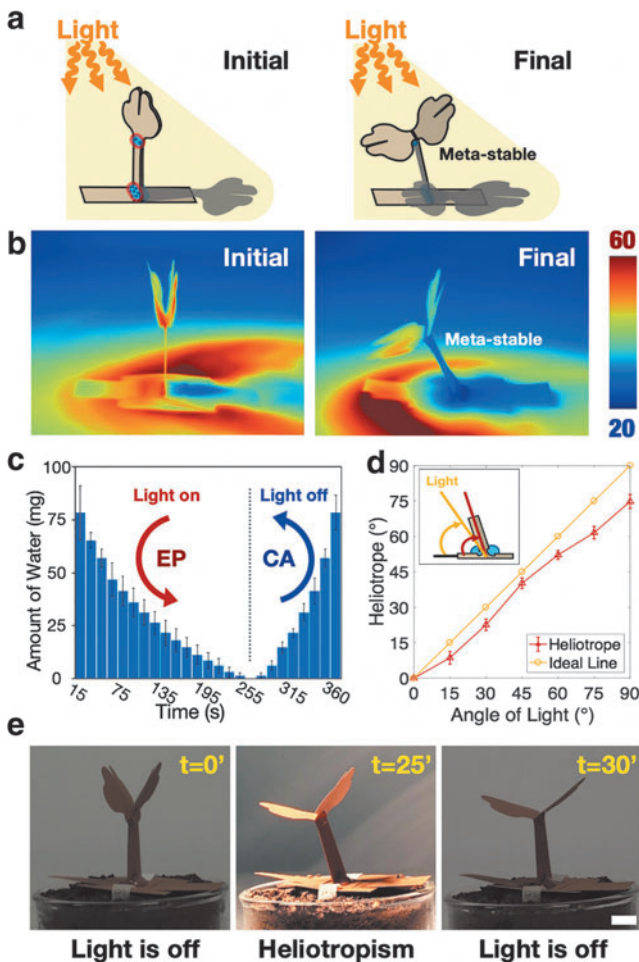 a
Light
Initial
Light
Final
Meta-stable
b
Initial
Final
Meta-stable
60
20
c
Amount of Water (mg)
100
75
50
25
0
Light on
EP
Light off
CA
15
75
135
195
255
315
360
Time (s)
d
Heliotrope (°)
90
75
60
45
30
15
0
Light
Heliotrope
Ideal Line
0
15
30
45
60
75
90
Angle of Light (°)
e
t=0'
t=25'
t=30'
Light is off
Heliotropism
Light is off